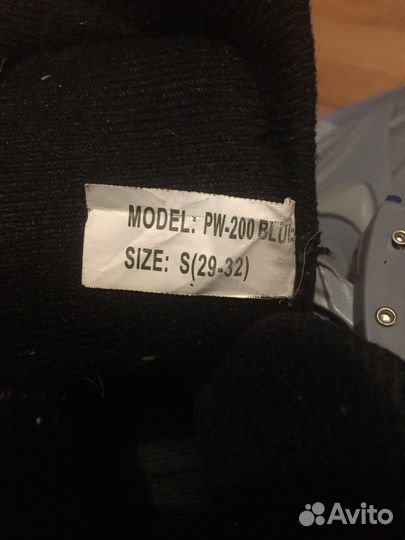 MODEL: PW-200 BLUE
SIZE: S(29-32)
Avito